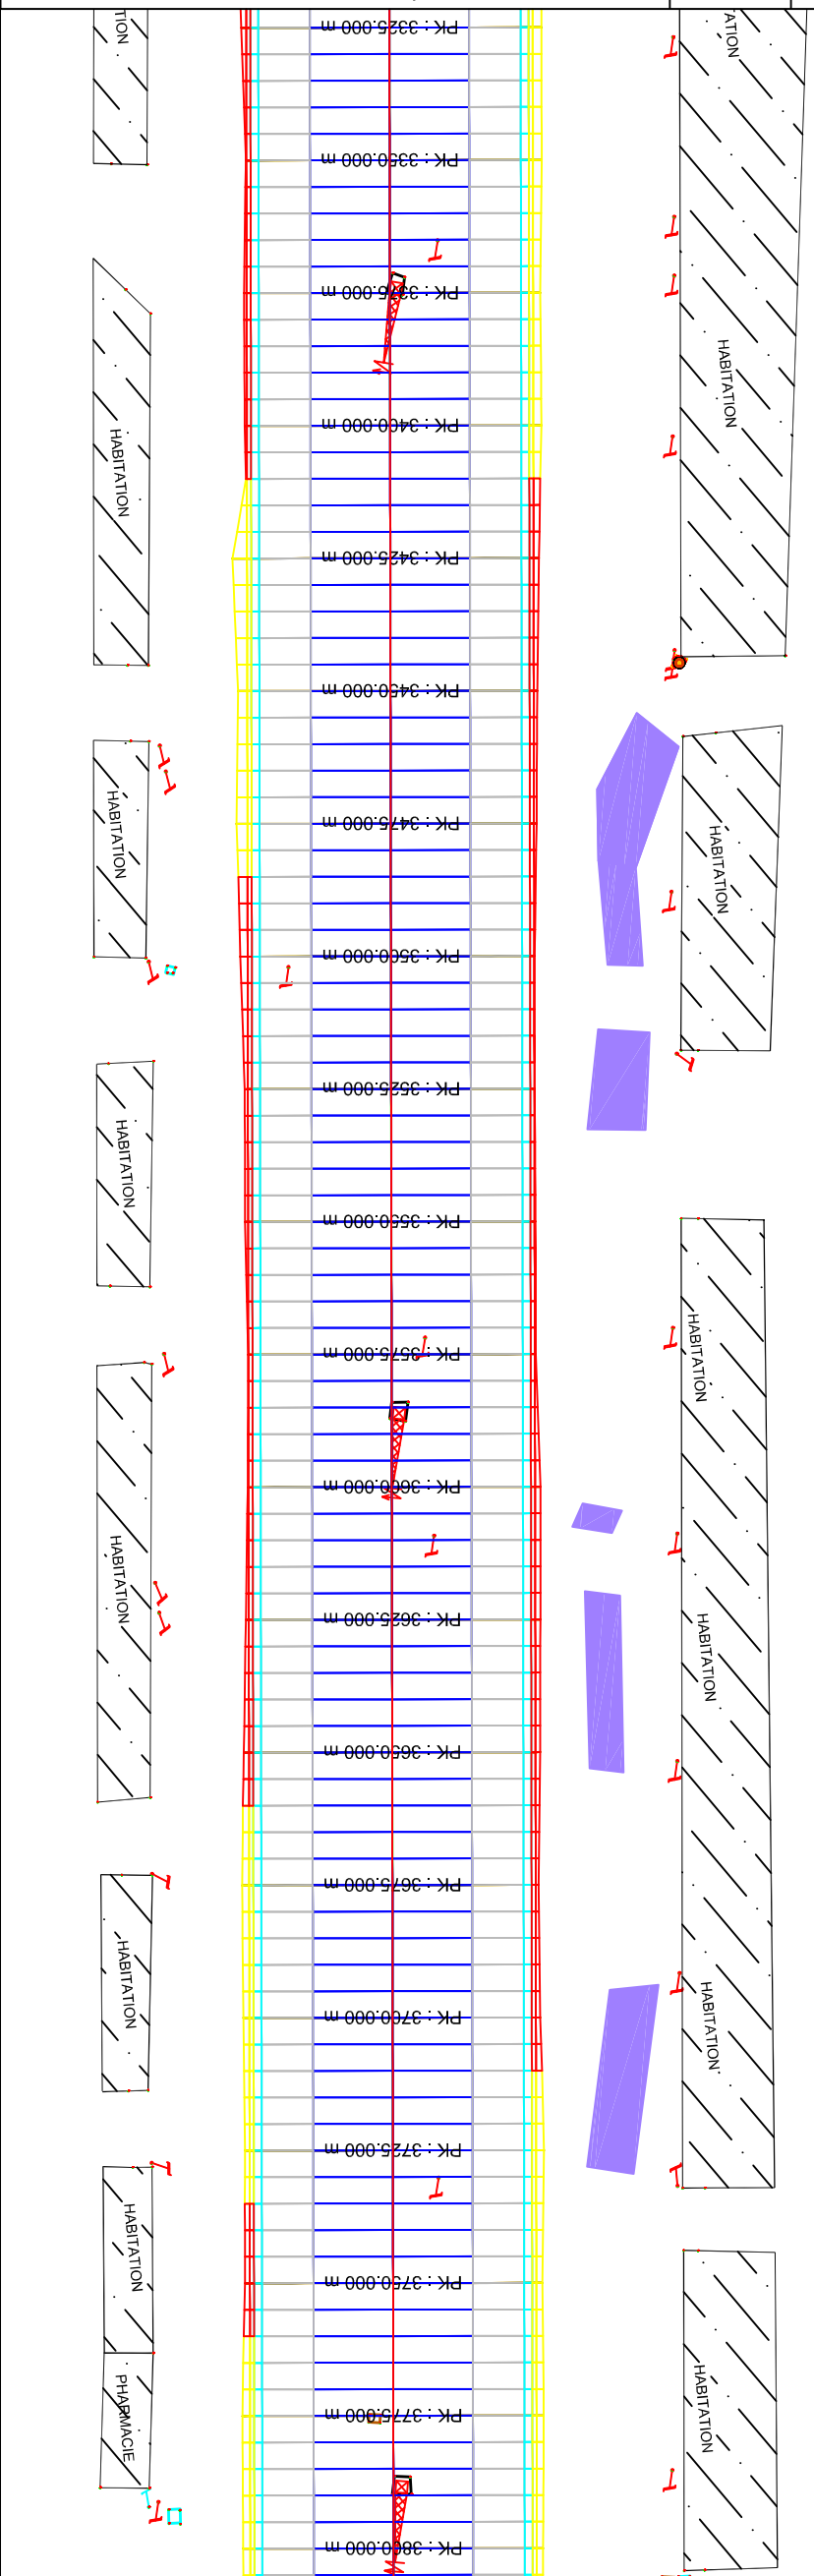 TION
ATION
PK : 3325.000 m
PK : 3350.000 m
PK : 3375.000 m
HABITATION
PK : 3400.000 m
HABITATION
PK : 3425.000 m
PK : 3450.000 m
PK : 3475.000 m
HABITATION
HABITATION
PK : 3500.000 m
PK : 3525.000 m
HABITATION
PK : 3550.000 m
PK : 3575.000 m
HABITATION
PK : 3600.000 m
HABITATION
PK : 3625.000 m
HABITATION
PK : 3650.000 m
PK : 3675.000 m
HABITATION
PK : 3700.000 m
HABITATION
PK : 3725.000 m
HABITATION
PK : 3750.000 m
PK : 3775.000 m
HABITATION
PHARMACIE
PK : 3800.000 m